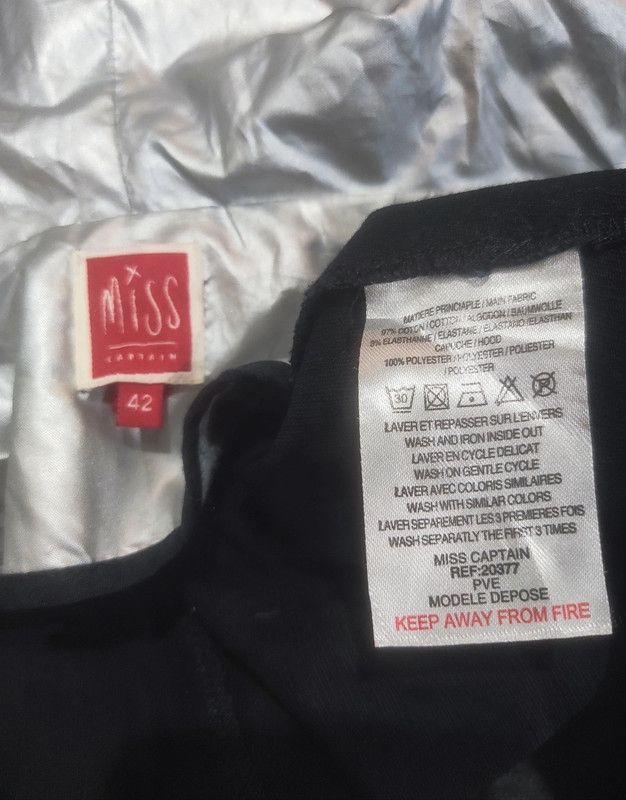 MISS
CAPTAIN
42
MATIERE PRINCIAPLE / MAIN FABRIC
97% COTON / COTTON / ALGODON / BAUMWOLLE
3% ELASTHANNE / ELASTANE / ELASTANO / ELASTHAN
CAPUCHE / HOOD
100% POLYESTER / POLYESTER / POLIESTER
/ POLYESTER
30
LAVER ET REPASSER SUR L'ENVERS
WASH AND IRON INSIDE OUT
LAVER EN CYCLE DELICAT
WASH ON GENTLE CYCLE
LAVER AVEC COLORIS SIMILAIRES
WASH WITH SIMILAR COLORS
LAVER SEPAREMENT LES 3 PREMIERES FOIS
WASH SEPARATLY THE FIRST 3 TIMES
MISS CAPTAIN
REF:20377
PVE
MODELE DEPOSE
KEEP AWAY FROM FIRE